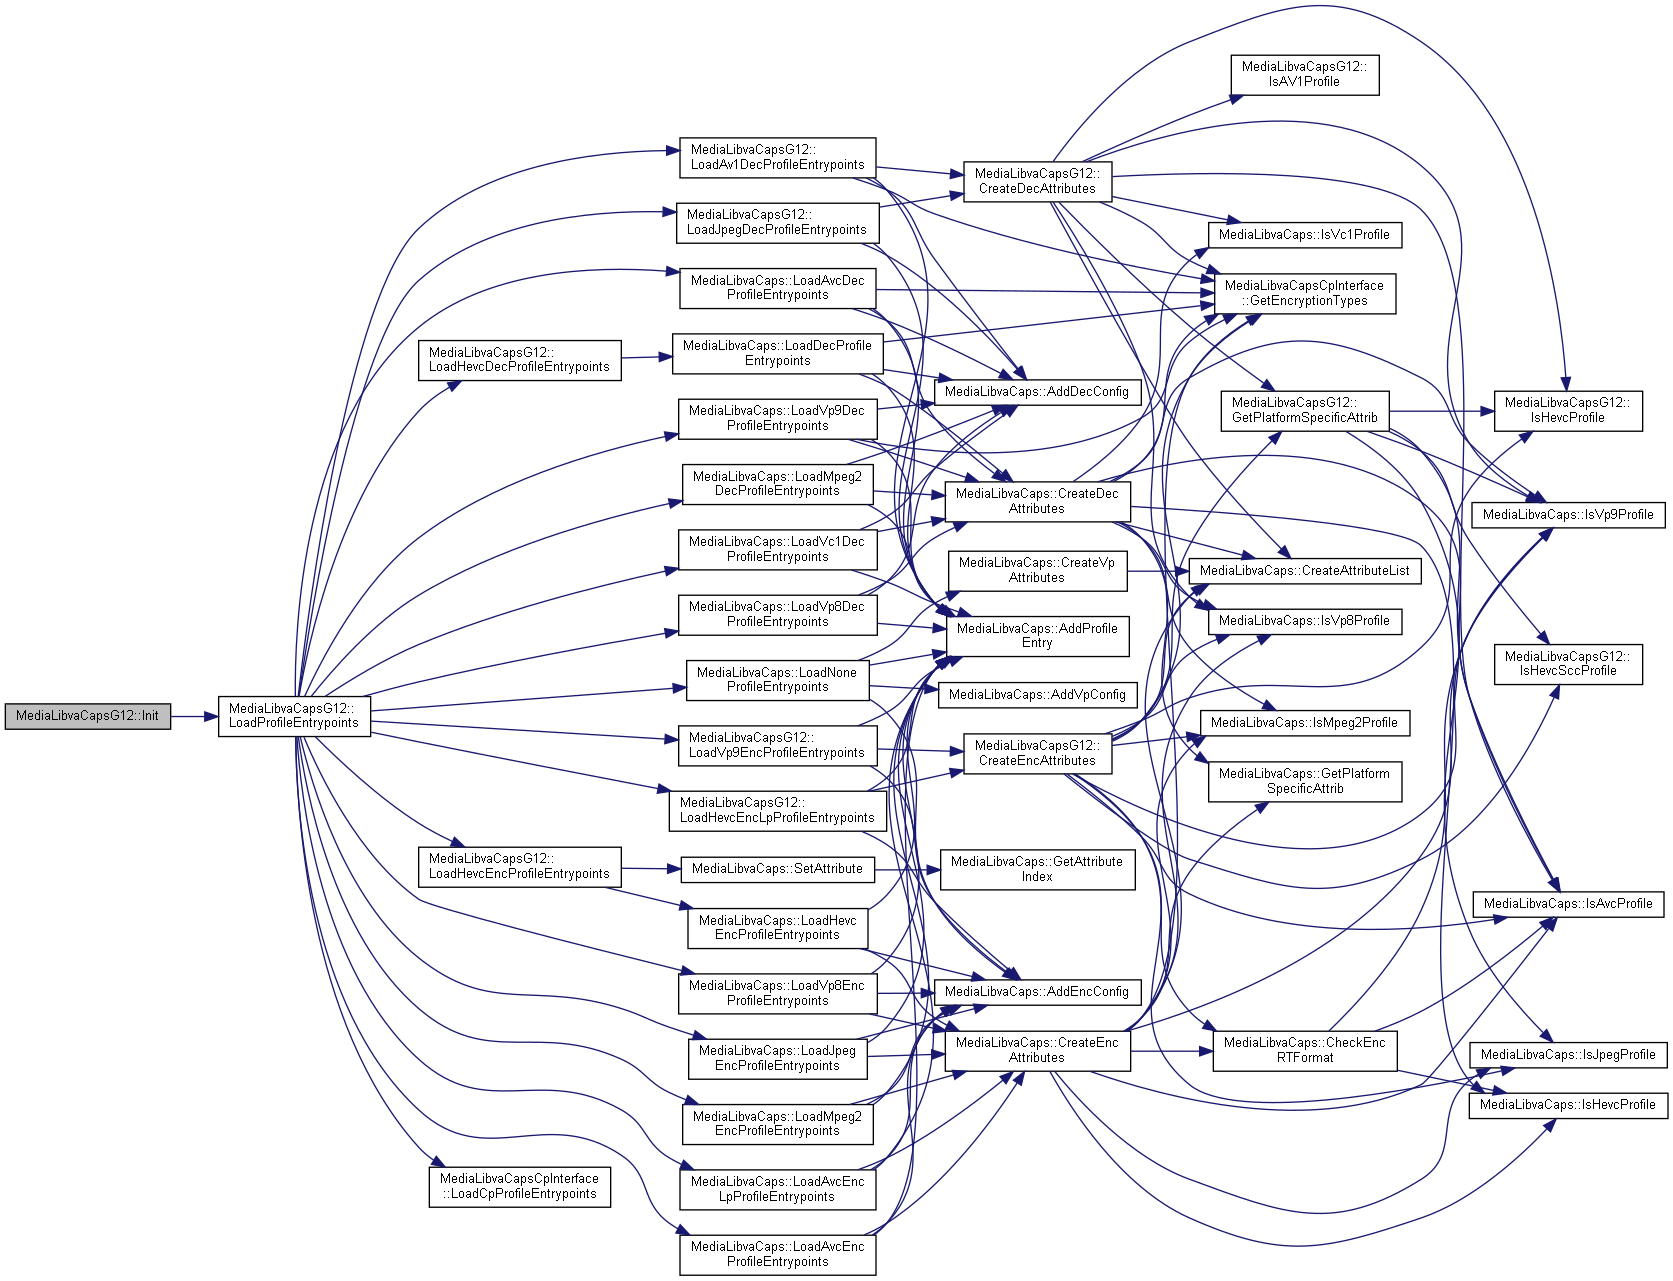 MediaLibvaCapsG12::Init
MediaLibvaCapsG12::
LoadProfileEntrypoints
MediaLibvaCapsG12::
LoadHevcDecProfileEntrypoints
MediaLibvaCapsG12::
LoadHevcEncProfileEntrypoints
MediaLibvaCapsCpInterface
::LoadCpProfileEntrypoints
MediaLibvaCapsG12::
LoadAv1DecProfileEntrypoints
MediaLibvaCapsG12::
LoadJpegDecProfileEntrypoints
MediaLibvaCaps::LoadAvcDec
ProfileEntrypoints
MediaLibvaCaps::LoadDecProfile
Entrypoints
MediaLibvaCaps::LoadVp9Dec
ProfileEntrypoints
MediaLibvaCaps::LoadMpeg2
DecProfileEntrypoints
MediaLibvaCaps::LoadVc1Dec
ProfileEntrypoints
MediaLibvaCaps::LoadVp8Dec
ProfileEntrypoints
MediaLibvaCaps::LoadNone
ProfileEntrypoints
MediaLibvaCapsG12::
LoadVp9EncProfileEntrypoints
MediaLibvaCapsG12::
LoadHevcEncLpProfileEntrypoints
MediaLibvaCaps::SetAttribute
MediaLibvaCaps::LoadHevc
EncProfileEntrypoints
MediaLibvaCaps::LoadVp8Enc
ProfileEntrypoints
MediaLibvaCaps::LoadJpeg
EncProfileEntrypoints
MediaLibvaCaps::LoadMpeg2
EncProfileEntrypoints
MediaLibvaCaps::LoadAvcEnc
LpProfileEntrypoints
MediaLibvaCaps::LoadAvcEnc
ProfileEntrypoints
MediaLibvaCapsG12::
CreateDecAttributes
MediaLibvaCaps::AddDecConfig
MediaLibvaCaps::CreateDec
Attributes
MediaLibvaCaps::CreateVp
Attributes
MediaLibvaCaps::AddProfile
Entry
MediaLibvaCaps::AddVpConfig
MediaLibvaCapsG12::
CreateEncAttributes
MediaLibvaCaps::GetAttribute
Index
MediaLibvaCaps::AddEncConfig
MediaLibvaCaps::CreateEnc
Attributes
MediaLibvaCapsG12::
IsAV1Profile
MediaLibvaCaps::IsVc1Profile
MediaLibvaCapsCpInterface
::GetEncryptionTypes
MediaLibvaCapsG12::
GetPlatformSpecificAttrib
MediaLibvaCaps::CreateAttributeList
MediaLibvaCaps::IsVp8Profile
MediaLibvaCaps::IsMpeg2Profile
MediaLibvaCaps::GetPlatform
SpecificAttrib
MediaLibvaCaps::CheckEnc
RTFormat
MediaLibvaCapsG12::
IsHevcProfile
MediaLibvaCaps::IsVp9Profile
MediaLibvaCapsG12::
IsHevcSccProfile
MediaLibvaCaps::IsAvcProfile
MediaLibvaCaps::IsJpegProfile
MediaLibvaCaps::IsHevcProfile